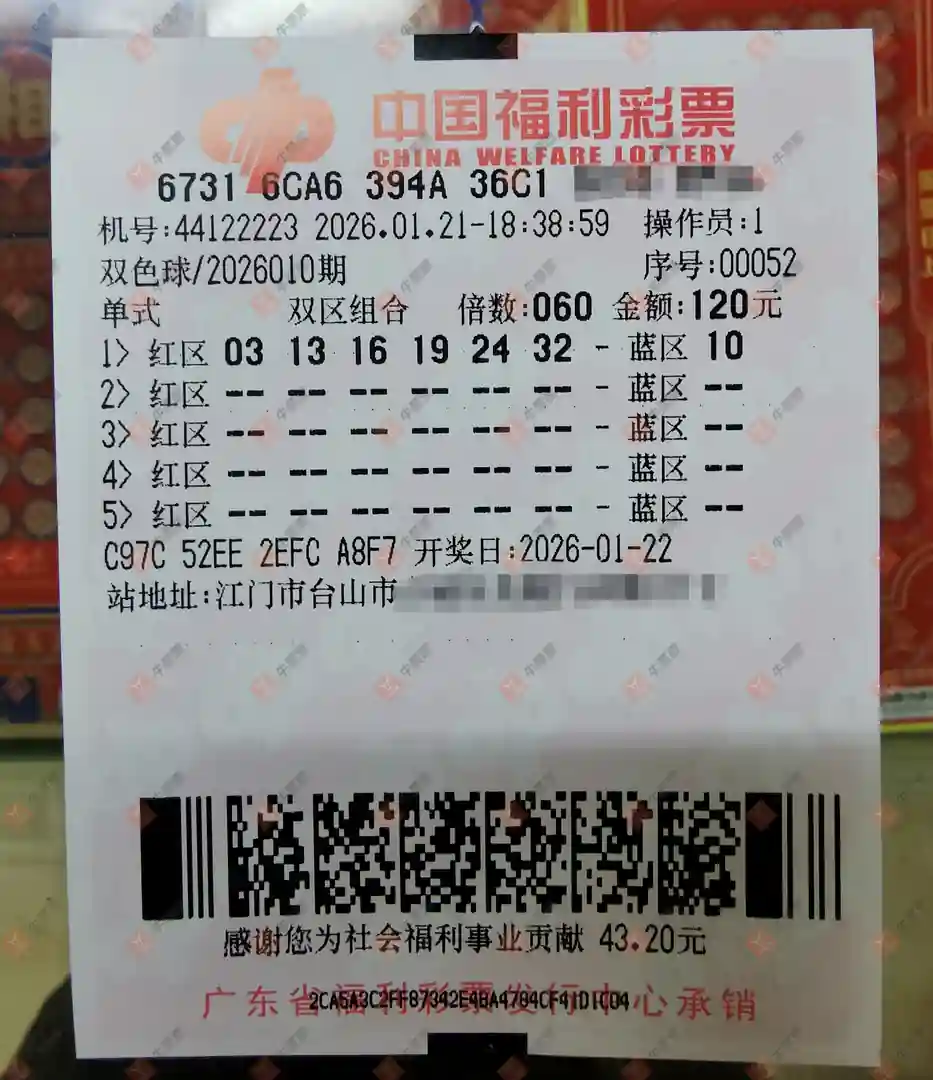 中国福利彩票
CHINA WELFARE LOTTERY
6731 6CA6 394A 36C1
机号:44122223 2026.01.21-18:38:59 操作员:1
双色球/2026010期 序号:00052
单式 双区组合 倍数:060 金额:120元
1> 红区 03 13 16 19 24 32 - 蓝区 10
2> 红区 -- -- -- -- -- -- - 蓝区 --
3> 红区 -- -- -- -- -- -- - 蓝区 --
4> 红区 -- -- -- -- -- -- - 蓝区 --
5> 红区 -- -- -- -- -- -- - 蓝区 --
C97C 52EE 2EFC A8F7 开奖日:2026-01-22
站地址:江门市台山市
感谢您为社会福利事业贡献 43.20元
广东省福利彩票发行中心承销